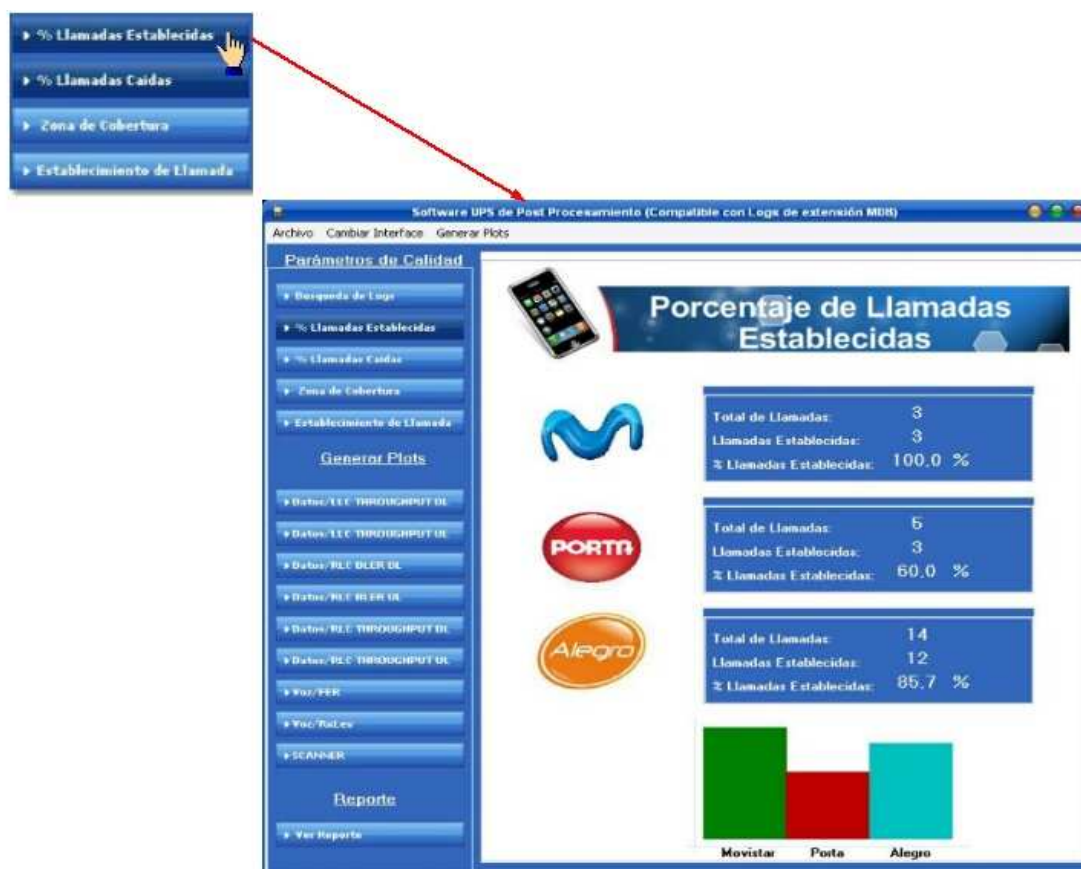 % Llamadas Establecidas
% Llamadas Caidas
Zona de Cobertura
Establecimiento de Llamada
Software UPS de Post Procesamiento (Compatible con Logs de extensión MDB)
Archivo Cambiar Interface Generar Plots
Parámetros de Calidad
Busqueda de Logs
% Llamadas Establecidas
% Llamadas Caidas
Zona de Cobertura
Establecimiento de Llamada
Generar Plots
Datos/LLC THROUGHPUT DL
Datos/LLC THROUGHPUT UL
Datos/RLC BLER DL
Datos/RLC BLER UL
Datos/RLC THROUGHPUT DL
Datos/RLC THROUGHPUT UL
Voz/FER
Voz/RxLev
SCANNER
Reporte
Ver Reporte
Porcentaje de Llamadas
Establecidas
Total de Llamadas: 3
Llamadas Establecidas: 3
% Llamadas Establecidas: 100,0 %
PORTA
Total de Llamadas: 5
Llamadas Establecidas: 3
% Llamadas Establecidas: 60,0 %
Alegro
Total de Llamadas: 14
Llamadas Establecidas: 12
% Llamadas Establecidas: 85,7 %
Movistar Porta Alegro